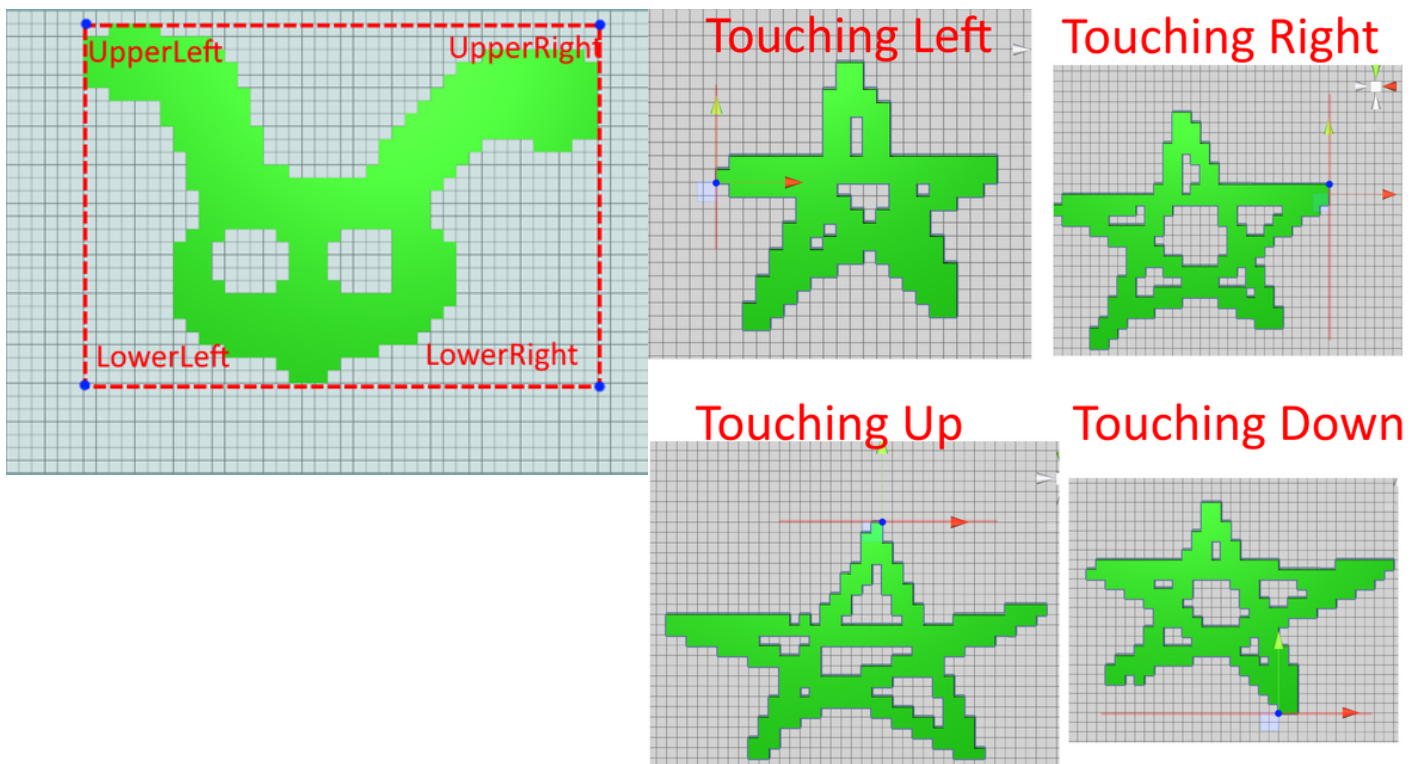 UpperLeft
UpperRight
LowerLeft
LowerRight
Touching Left
Touching Right
Touching Up
Touching Down